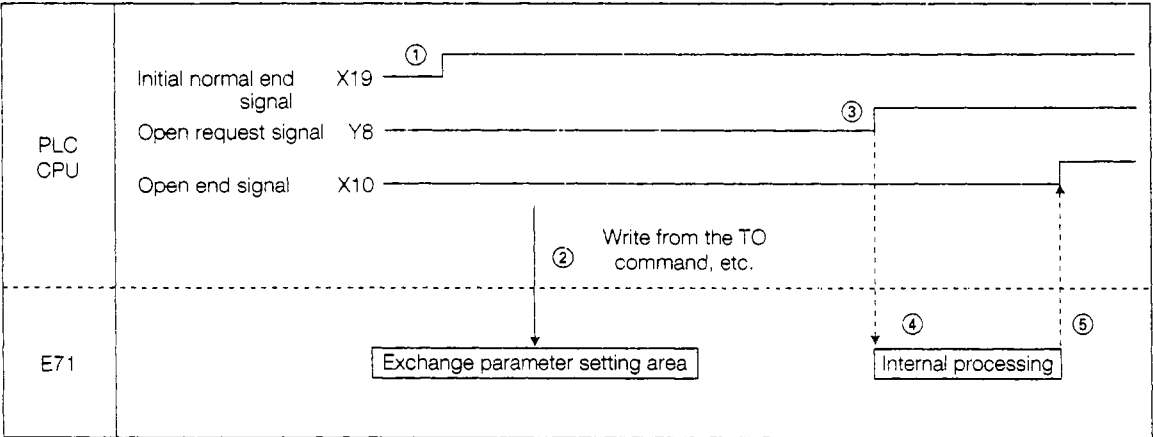 ①
Initial normal end X19
signal
③
Open request signal Y8
PLC
CPU
Open end signal X10
Write from the TO
② command, etc.
④ ⑤
E71 Exchange parameter setting area Internal processing